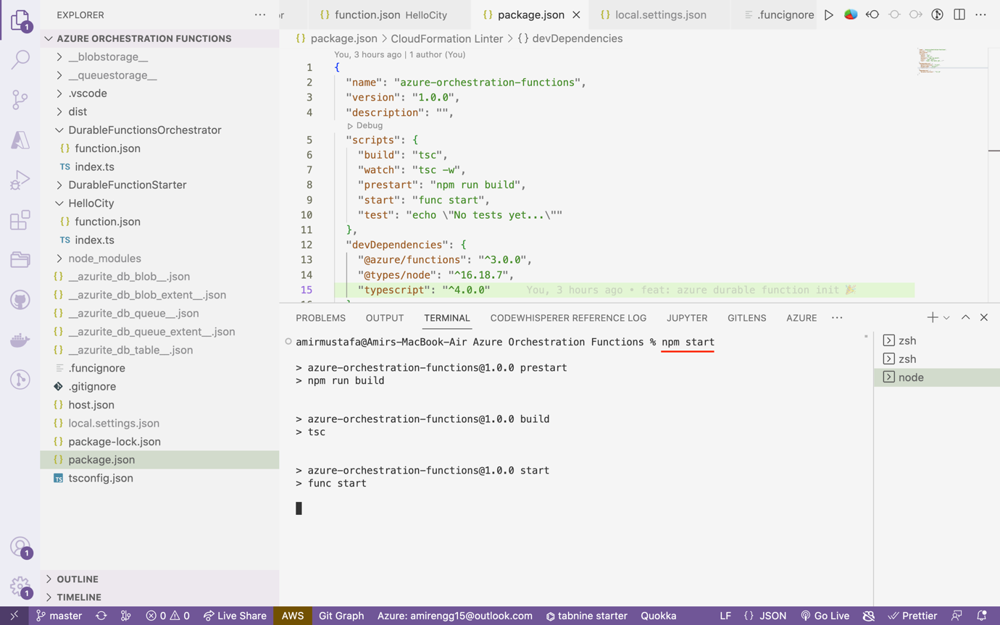 EXPLORER
AZURE ORCHESTRATION FUNCTIONS
__blobstorage__
__queuestorage__
.vscode
dist
DurableFunctionsOrchestrator
{} function.json
TS index.ts
DurableFunctionStarter
HelloCity
{} function.json
TS index.ts
node_modules
{} __azurite_db_blob__.json
{} __azurite_db_blob_extent__.json
{} __azurite_db_queue__.json
{} __azurite_db_queue_extent__.json
{} __azurite_db_table__.json
.funcignore
.gitignore
{} host.json
{} local.settings.json
{} package-lock.json
{} package.json
TS tsconfig.json
OUTLINE
TIMELINE
1
1
1
{} function.json HelloCity
{} package.json
{} local.settings.json
.funcignore
{} package.json > CloudFormation Linter > {} devDependencies
You, 3 hours ago | 1 author (You)
1 {
2 "name": "azure-orchestration-functions",
3 "version": "1.0.0",
4 "description": "",
Debug
5 "scripts": {
6 "build": "tsc",
7 "watch": "tsc -w",
8 "prestart": "npm run build",
9 "start": "func start",
10 "test": "echo \"No tests yet...\""
11 },
12 "devDependencies": {
13 "@azure/functions": "^3.0.0",
14 "@types/node": "^16.18.7",
15 "typescript": "^4.0.0" You, 3 hours ago • feat: azure durable function init 🎉
PROBLEMS OUTPUT TERMINAL CODEWHISPERER REFERENCE LOG JUPYTER GITLENS AZURE
amirmustafa@Amirs-MacBook-Air Azure Orchestration Functions % npm start
> azure-orchestration-functions@1.0.0 prestart
> npm run build
> azure-orchestration-functions@1.0.0 build
> tsc
> azure-orchestration-functions@1.0.0 start
> func start
zsh
zsh
node
master 0 0 Live Share AWS Git Graph Azure: amirengg15@outlook.com tabnine starter Quokka LF {} JSON Go Live Prettier